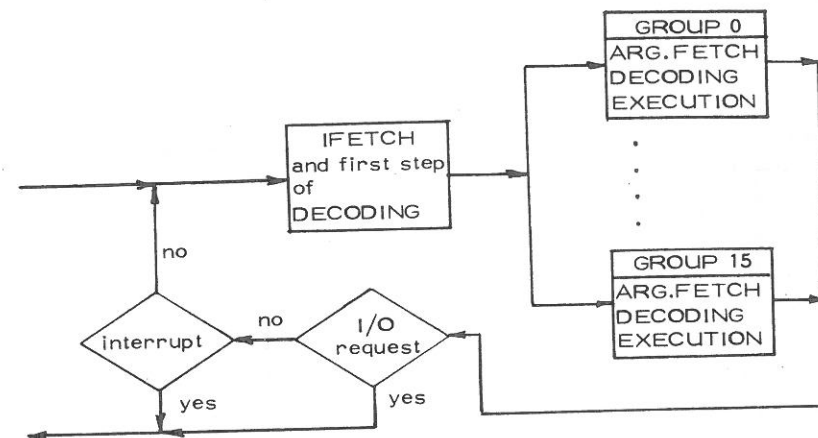 GROUP 0
ARG.FETCH
DECODING
EXECUTION
IFETCH
and first step
of
DECODING
GROUP 15
ARG.FETCH
DECODING
EXECUTION
no
interrupt
no
I/O
request
yes
yes